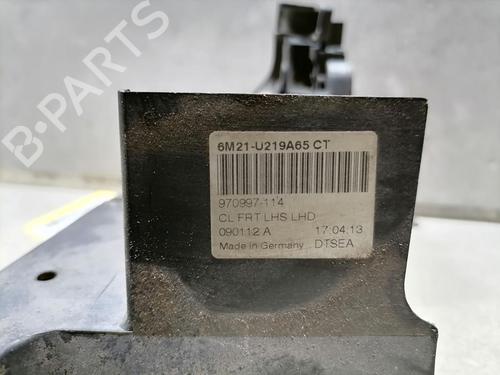 6M21-U219A65 CT
970997-114
CL FRT LHS LHD
090112 A 17:04:13
Made in Germany DTSEA
B-PARTS